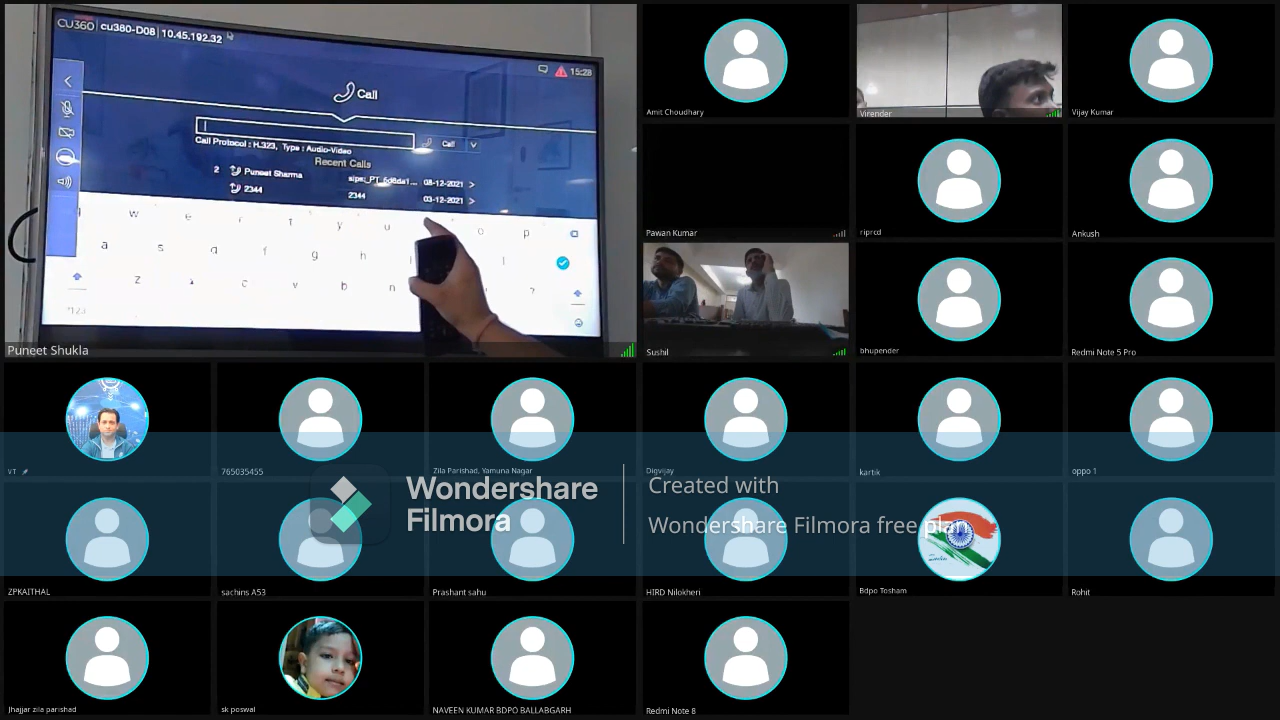 CU360 | cu360-D08 | 10.45.192.32
15:28
Call
Call
Call Protocol : H.323, Type : Audio-Video
Recent Calls
2 Puneet Sharma sips:_PT_5d8da1... 08-12-2021 >
2344 2344 03-12-2021 >
w e r t y u o p
a s d f g h l
z c v b n ?
Puneet Shukla
Amit Choudhary
Virender
Vijay Kumar
Pawan Kumar
riprcd
Ankush
Sushil
bhupender
Redmi Note 5 Pro
VT
765035455
Zila Parishad, Yamuna Nagar
Digvijay
kartik
oppo 1
Wondershare
Filmora
Created with
Wondershare Filmora free plan
ZPKAITHAL
sachins A53
Prashant sahu
HIRD Nilokheri
Bdpo Tosham
Rohit
Jhajjar zila parishad
sk poswal
NAVEEN KUMAR BDPO BALLABGARH
Redmi Note 8